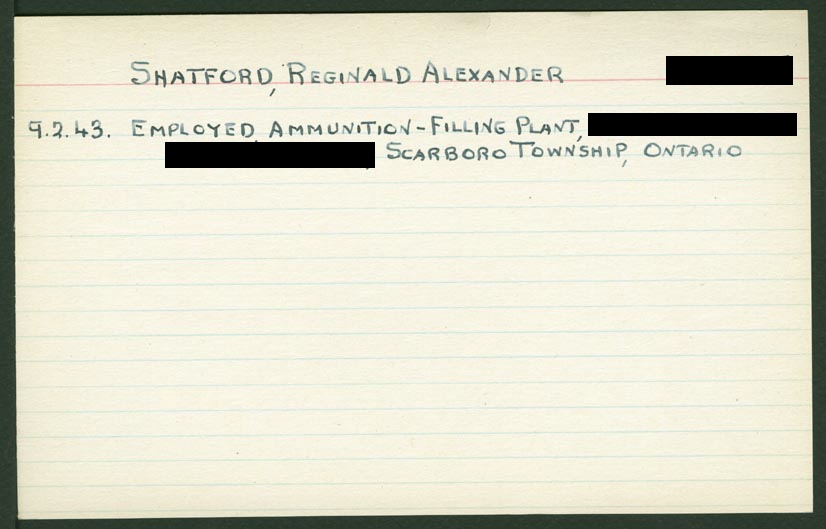 SHATFORD, REGINALD ALEXANDER
9.2.43. EMPLOYED, AMMUNITION-FILLING PLANT,
SCARBORO TOWNSHIP, ONTARIO